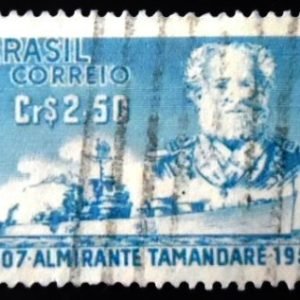 BRASIL
CORREIO
Cr$ 2,50
07·ALMIRANTE TAMANDARÉ·19